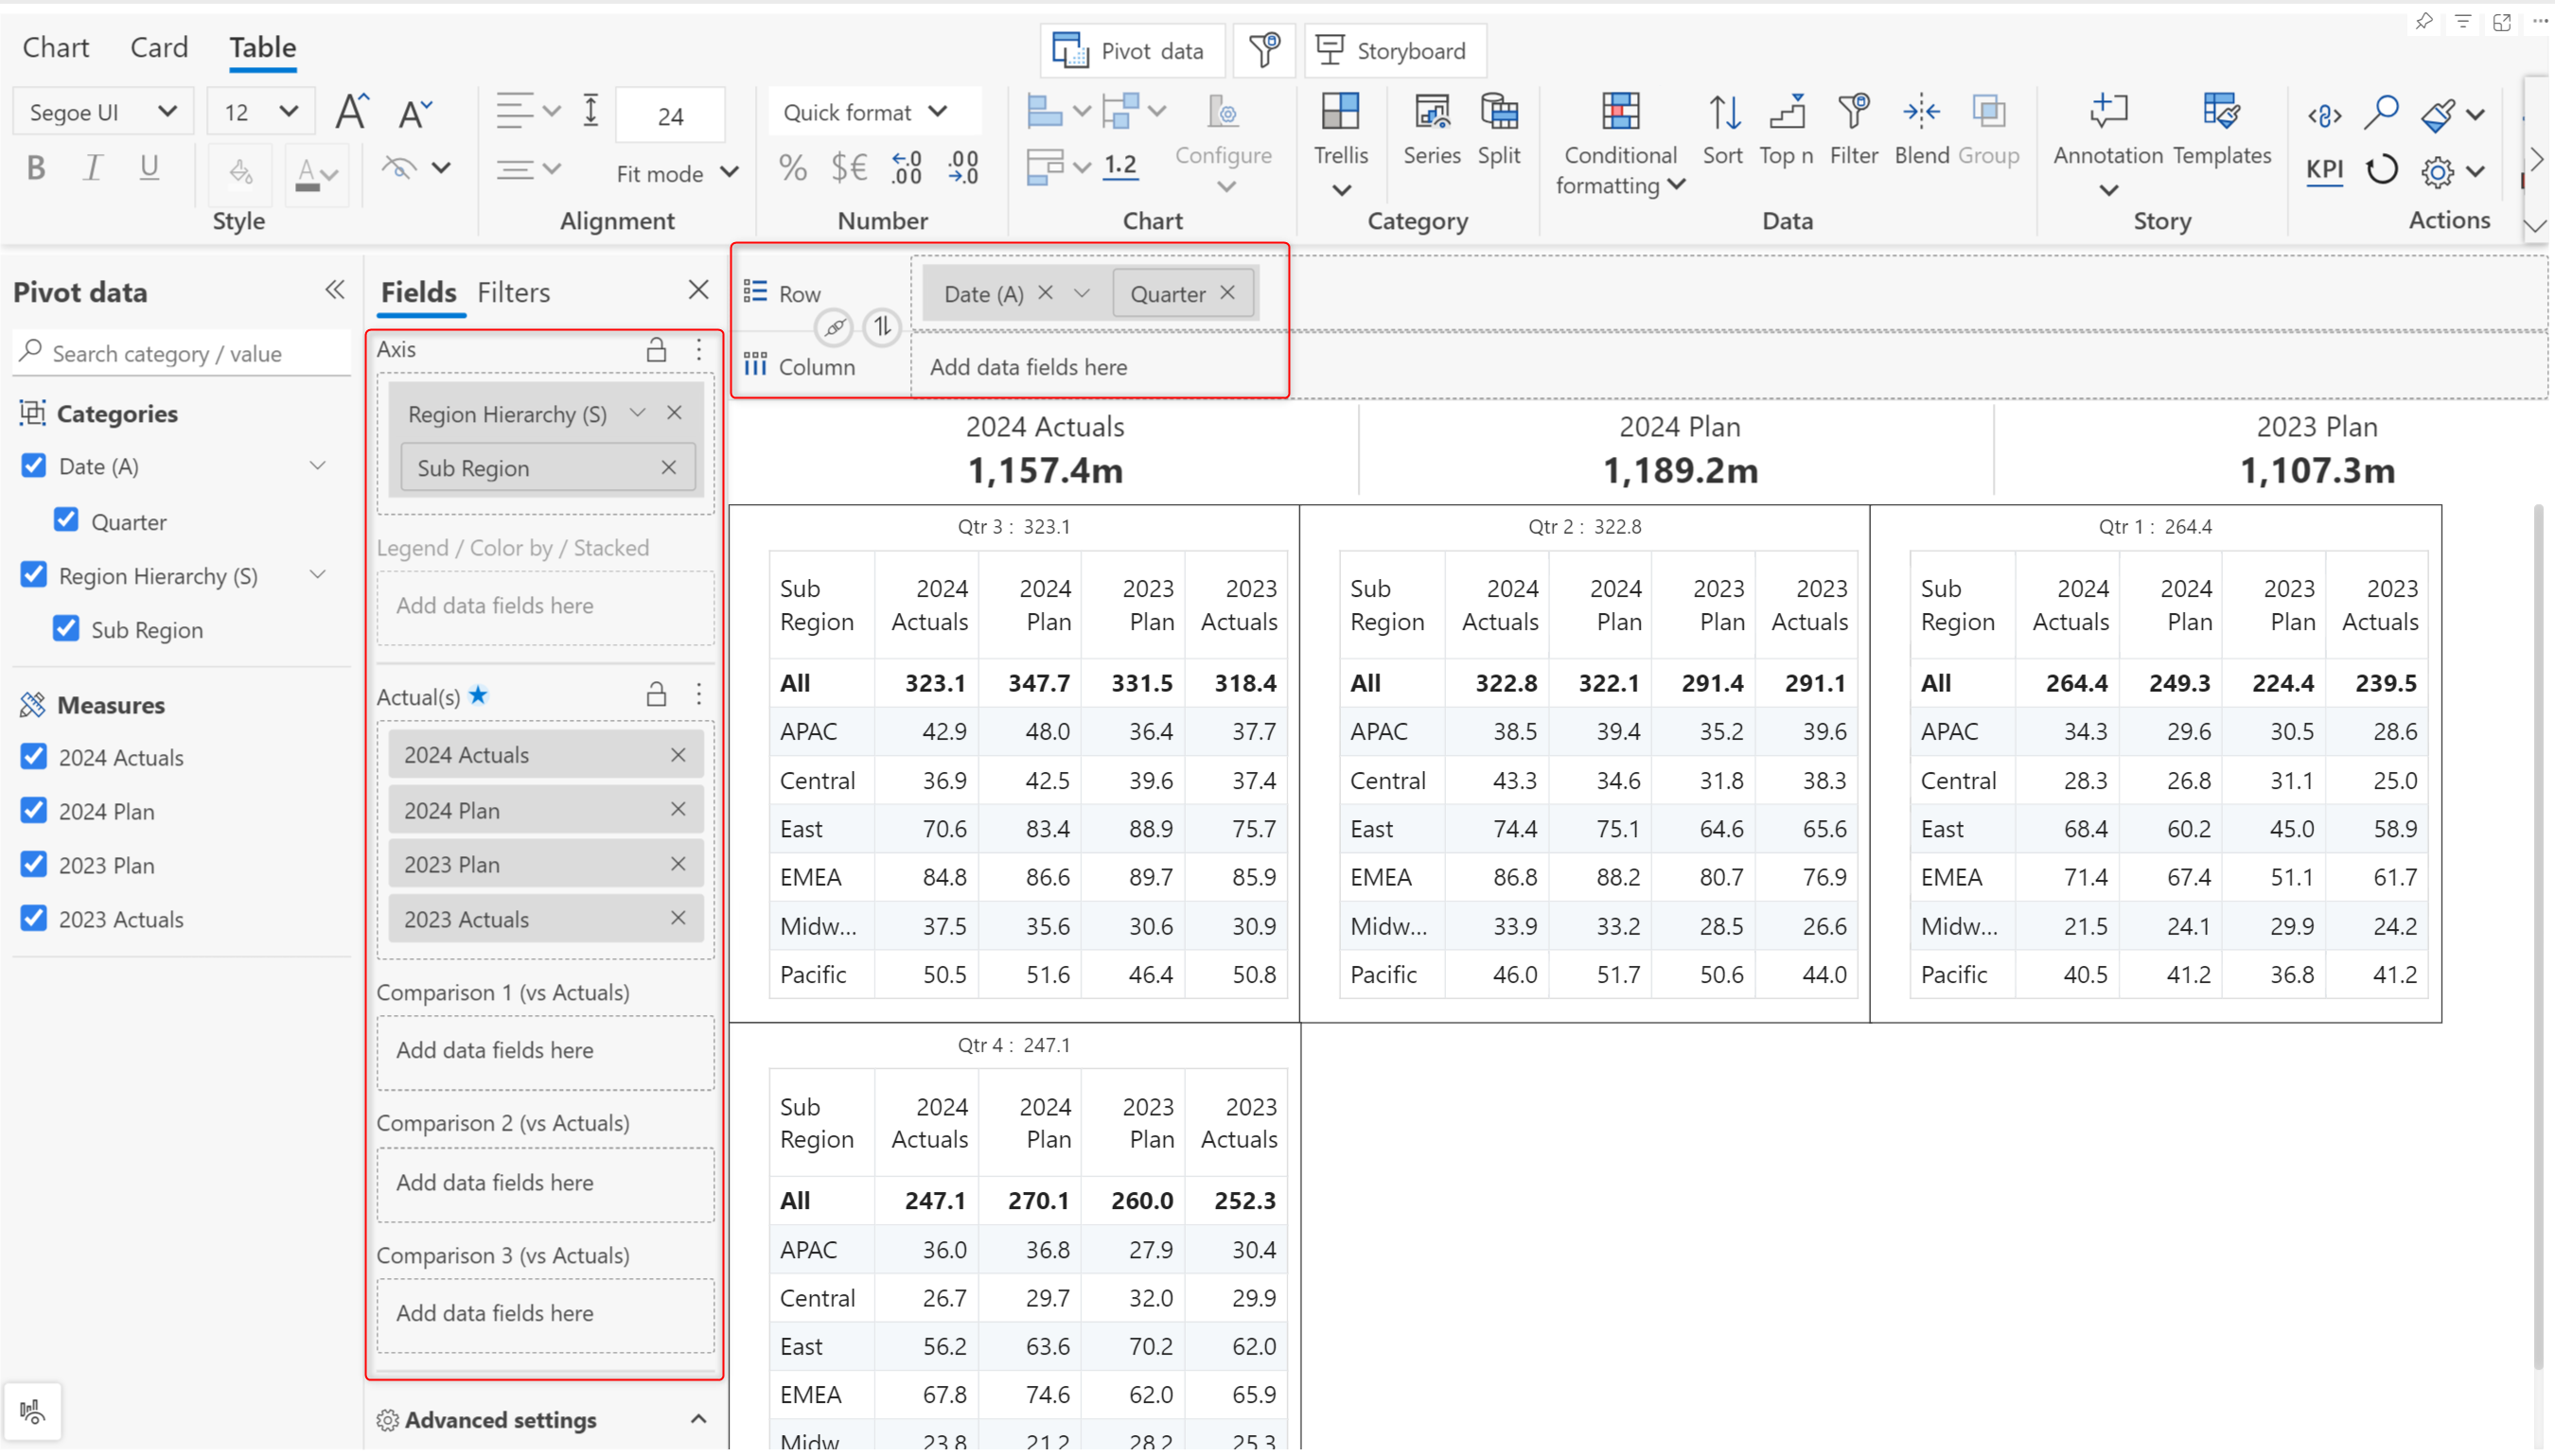 Chart Card Table
Pivot data Storyboard
Segoe UI 12 24 Quick format
B I U A Fit mode % $€ 1.2 Configure
Trellis Series Split Conditional formatting Sort Top n Filter Blend Group Annotation Templates KPI
Style Alignment Number Chart Category Data Story Actions
Pivot data
Search category / value
Categories
Date (A)
Quarter
Region Hierarchy (S)
Sub Region
Measures
2024 Actuals
2024 Plan
2023 Plan
2023 Actuals
Fields Filters
Axis
Region Hierarchy (S)
Sub Region
Legend / Color by / Stacked
Add data fields here
Actual(s)
2024 Actuals
2024 Plan
2023 Plan
2023 Actuals
Comparison 1 (vs Actuals)
Add data fields here
Comparison 2 (vs Actuals)
Add data fields here
Comparison 3 (vs Actuals)
Add data fields here
Advanced settings
Row Date (A) Quarter
Column Add data fields here
2024 Actuals 2024 Plan 2023 Plan
1,157.4m 1,189.2m 1,107.3m
Qtr 3 : 323.1
Sub Region 2024 Actuals 2024 Plan 2023 Plan 2023 Actuals
All 323.1 347.7 331.5 318.4
APAC 42.9 48.0 36.4 37.7
Central 36.9 42.5 39.6 37.4
East 70.6 83.4 88.9 75.7
EMEA 84.8 86.6 89.7 85.9
Midw... 37.5 35.6 30.6 30.9
Pacific 50.5 51.6 46.4 50.8
Qtr 2 : 322.8
Sub Region 2024 Actuals 2024 Plan 2023 Plan 2023 Actuals
All 322.8 322.1 291.4 291.1
APAC 38.5 39.4 35.2 39.6
Central 43.3 34.6 31.8 38.3
East 74.4 75.1 64.6 65.6
EMEA 86.8 88.2 80.7 76.9
Midw... 33.9 33.2 28.5 26.6
Pacific 46.0 51.7 50.6 44.0
Qtr 1 : 264.4
Sub Region 2024 Actuals 2024 Plan 2023 Plan 2023 Actuals
All 264.4 249.3 224.4 239.5
APAC 34.3 29.6 30.5 28.6
Central 28.3 26.8 31.1 25.0
East 68.4 60.2 45.0 58.9
EMEA 71.4 67.4 51.1 61.7
Midw... 21.5 24.1 29.9 24.2
Pacific 40.5 41.2 36.8 41.2
Qtr 4 : 247.1
Sub Region 2024 Actuals 2024 Plan 2023 Plan 2023 Actuals
All 247.1 270.1 260.0 252.3
APAC 36.0 36.8 27.9 30.4
Central 26.7 29.7 32.0 29.9
East 56.2 63.6 70.2 62.0
EMEA 67.8 74.6 62.0 65.9
Midw 23.8 21.2 28.2 25.3